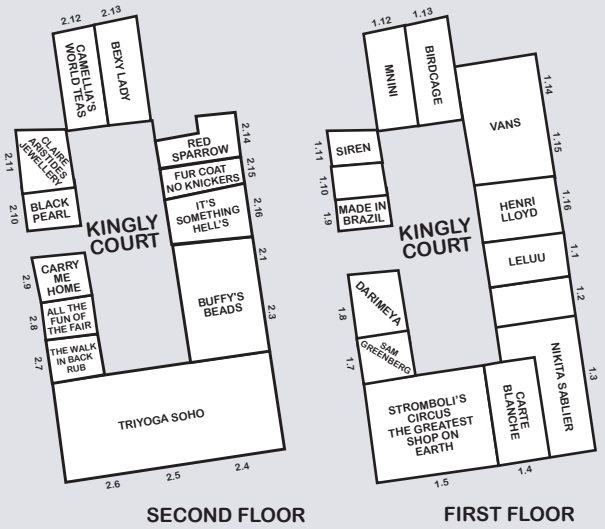 2.12
2.13
CAMELLIA'S
WORLD TEAS
BEXY LADY
2.11
CLAIRE
ARISTIDES
JEWELLERY
2.10
BLACK
PEARL
2.14
RED
SPARROW
2.15
FUR COAT
NO KNICKERS
2.16
IT'S
SOMETHING
HELL'S
KINGLY
COURT
2.9
CARRY
ME
HOME
2.8
ALL THE
FUN OF
THE FAIR
2.7
THE WALK
IN BACK
RUB
2.1
BUFFY'S
BEADS
2.3
TRIYOGA SOHO
2.6
2.5
2.4
SECOND FLOOR
1.12
1.13
MNINI
BIRDCAGE
1.14
VANS
1.15
1.11
SIREN
1.10
1.9
MADE IN
BRAZIL
1.16
HENRI
LLOYD
KINGLY
COURT
1.1
LELUU
1.2
1.8
DARIMEYA
1.7
SAM
GREENBERG
1.3
NIKITA SABLIER
STROMBOLI'S
CIRCUS
THE GREATEST
SHOP ON
EARTH
CARTE
BLANCHE
1.5
1.4
FIRST FLOOR